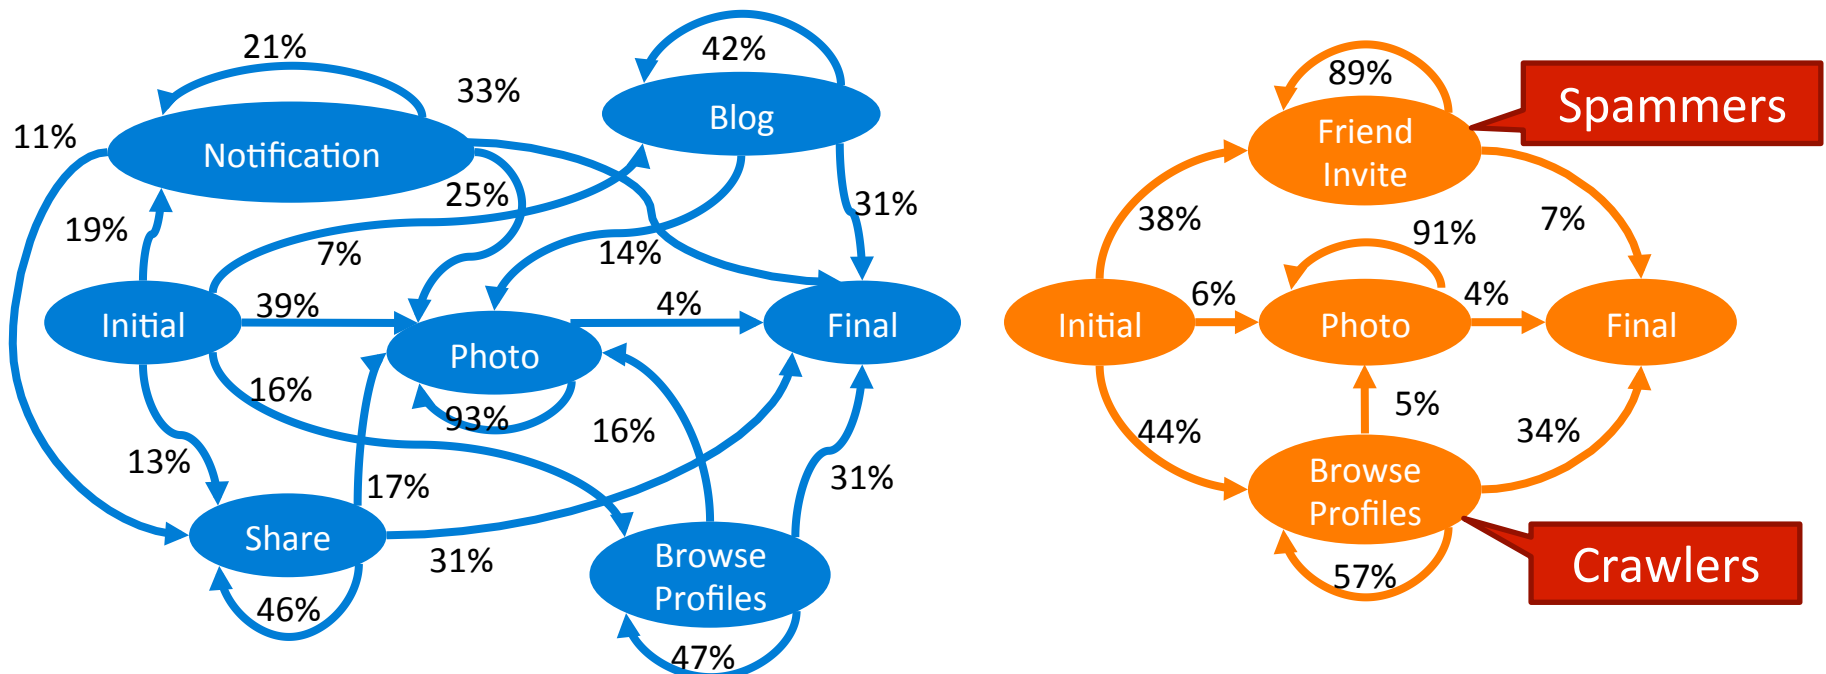 21%
42%
33%
11%
Notification
Blog
25%
19%
7%
14%
31%
Initial
39%
4%
Final
Photo
16%
93%
16%
13%
17%
31%
Share
31%
Browse
Profiles
46%
47%
89%
Spammers
Friend
Invite
38%
91%
7%
6%
4%
Initial
Photo
Final
5%
44%
34%
Browse
Profiles
Crawlers
57%